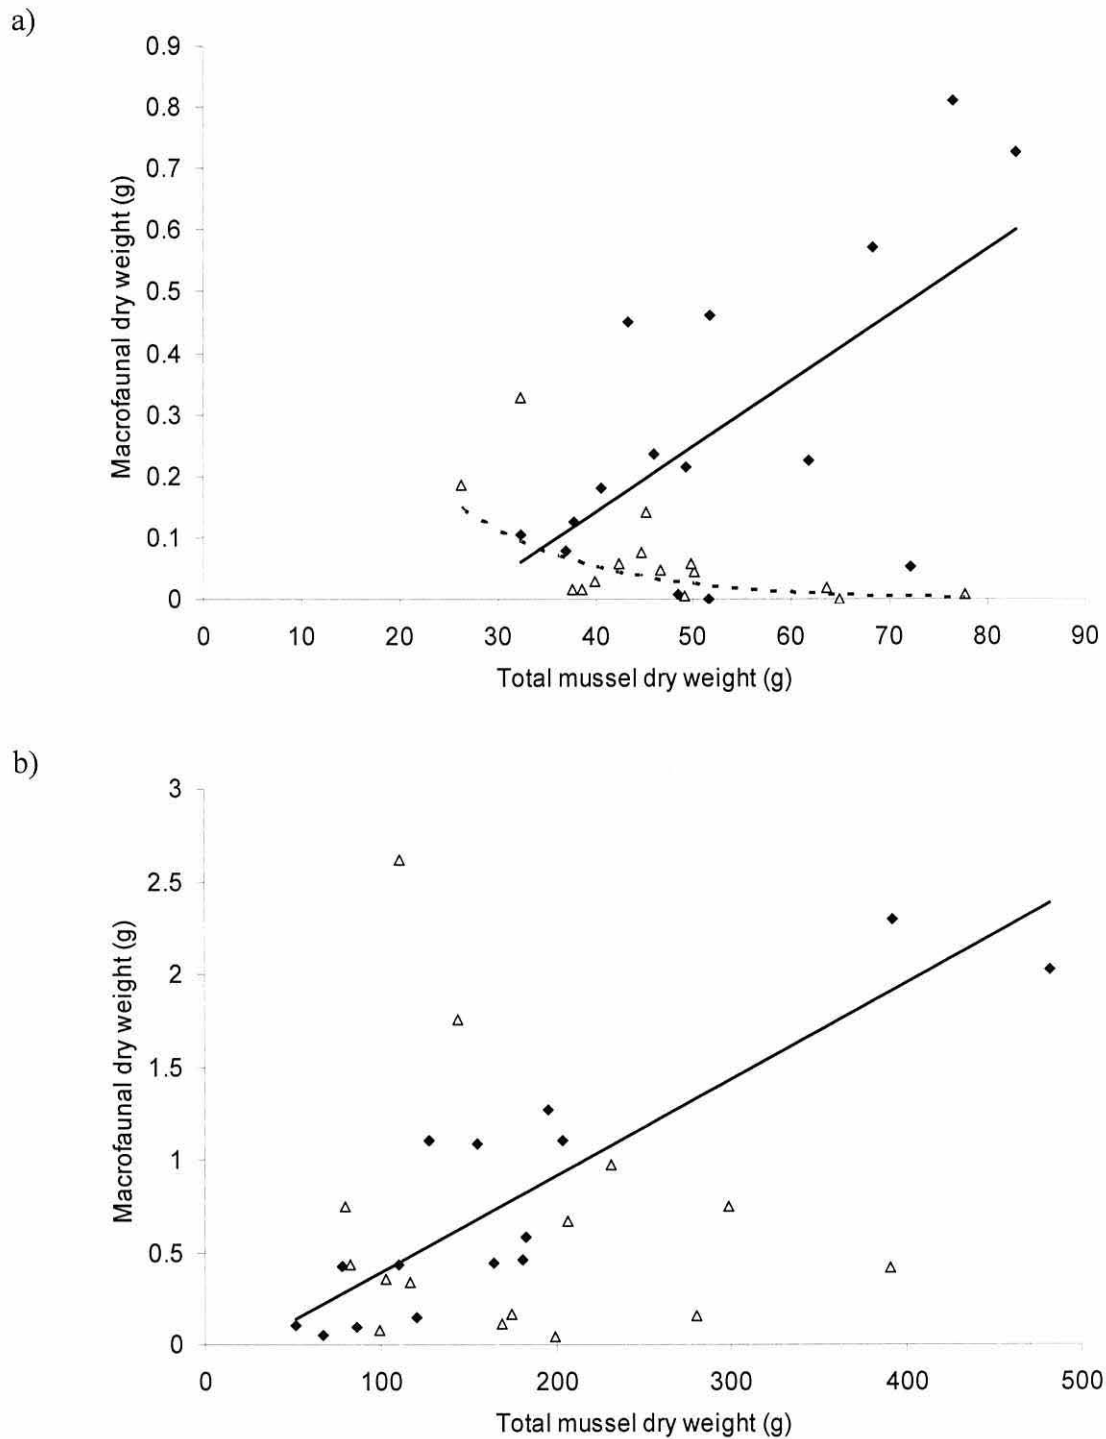 a)
0.9
0.8
0.7
0.6
0.5
0.4
0.3
0.2
0.1
0
Macrofaunal dry weight (g)
0 10 20 30 40 50 60 70 80 90
Total mussel dry weight (g)
b)
3
2.5
2
1.5
1
0.5
0
Macrofaunal dry weight (g)
0 100 200 300 400 500
Total mussel dry weight (g)